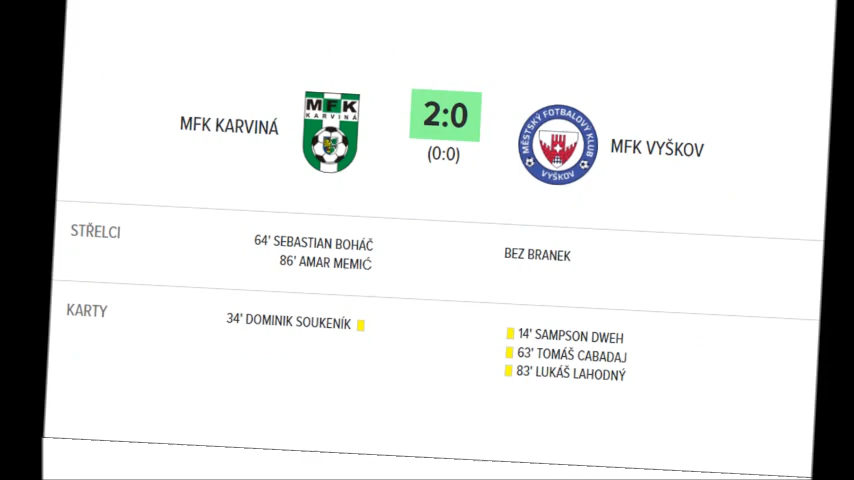 MFK KARVINÁ
MFK
KARVINÁ
2:0
(0:0)
MĚSTSKÝ FOTBALOVÝ KLUB
VYŠKOV
MFK VYŠKOV
STŘELCI
64' SEBASTIAN BOHÁČ
86' AMAR MEMIĆ
BEZ BRANEK
KARTY
34' DOMINIK SOUKENÍK
14' SAMPSON DWEH
63' TOMÁŠ CABADAJ
83' LUKÁŠ LAHODNÝ